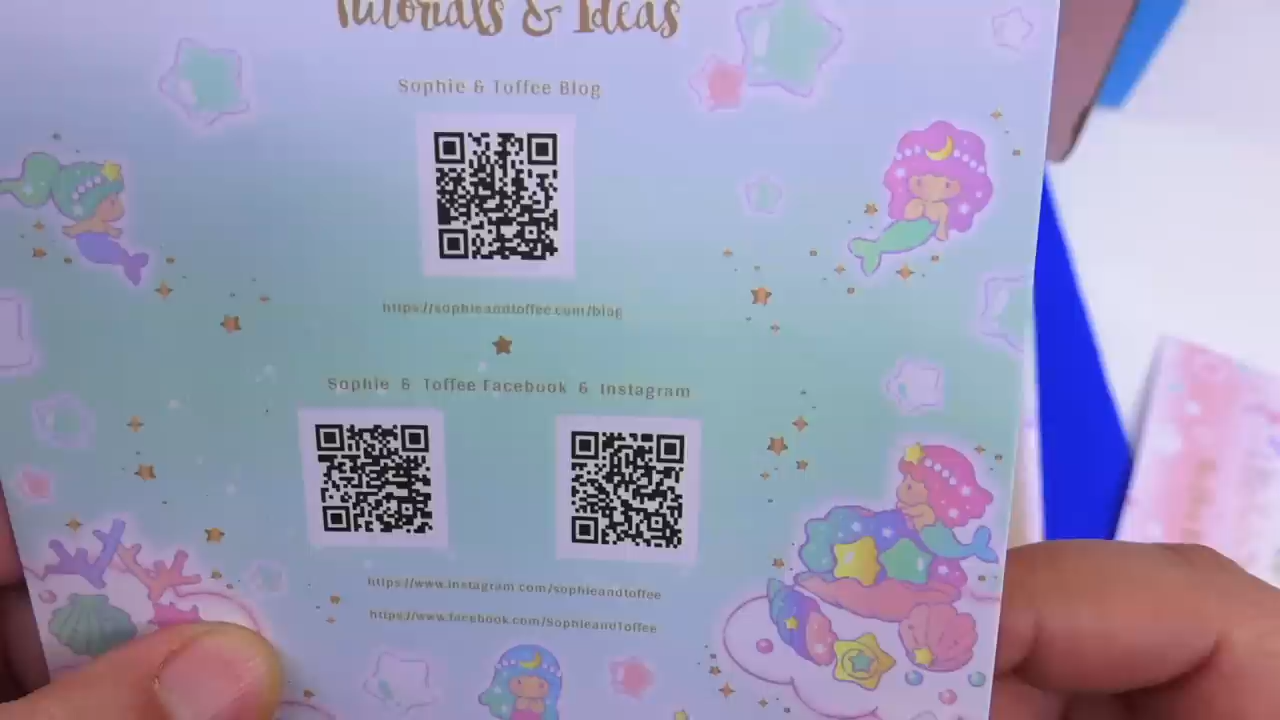 Tutorials & Ideas
Sophie & Toffee Blog
https://sophieandtoffee.com/blog
Sophie & Toffee Facebook & Instagram
https://www.instagram.com/sophieandtoffee
https://www.facebook.com/SophieandToffee